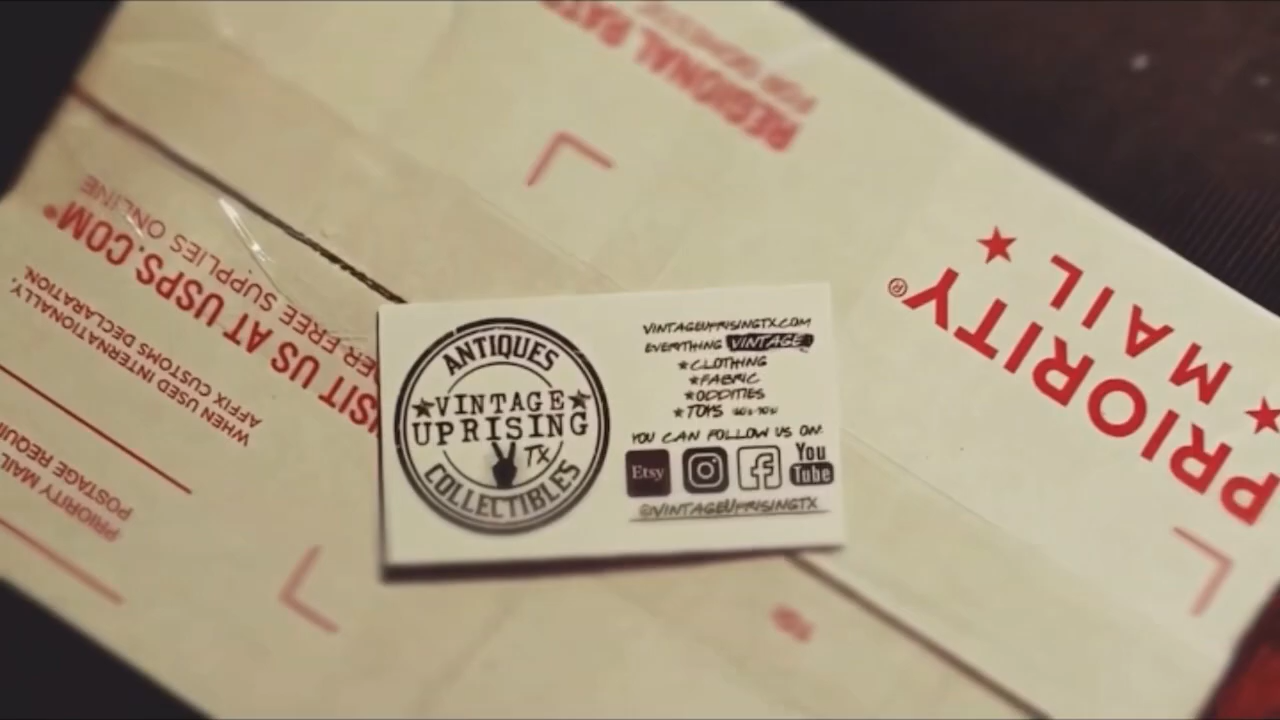 REGIONAL RATE
FOR DOMESTIC
PRIORITY®
MAIL
VISIT US AT USPS.COM®
ORDER FREE SUPPLIES ONLINE
WHEN USED INTERNATIONALLY,
AFFIX CUSTOMS DECLARATION.
PRIORITY MAIL
POSTAGE REQUI
ANTIQUES
VINTAGE
UPRISING
TX
COLLECTIBLES
VINTAGEUPRISINGTX.COM
EVERYTHING VINTAGE
★CLOTHING
★FABRIC
★ODDITIES
★TOYS
YOU CAN FOLLOW US ON:
Etsy
You
Tube
@VINTAGEUPRISINGTX